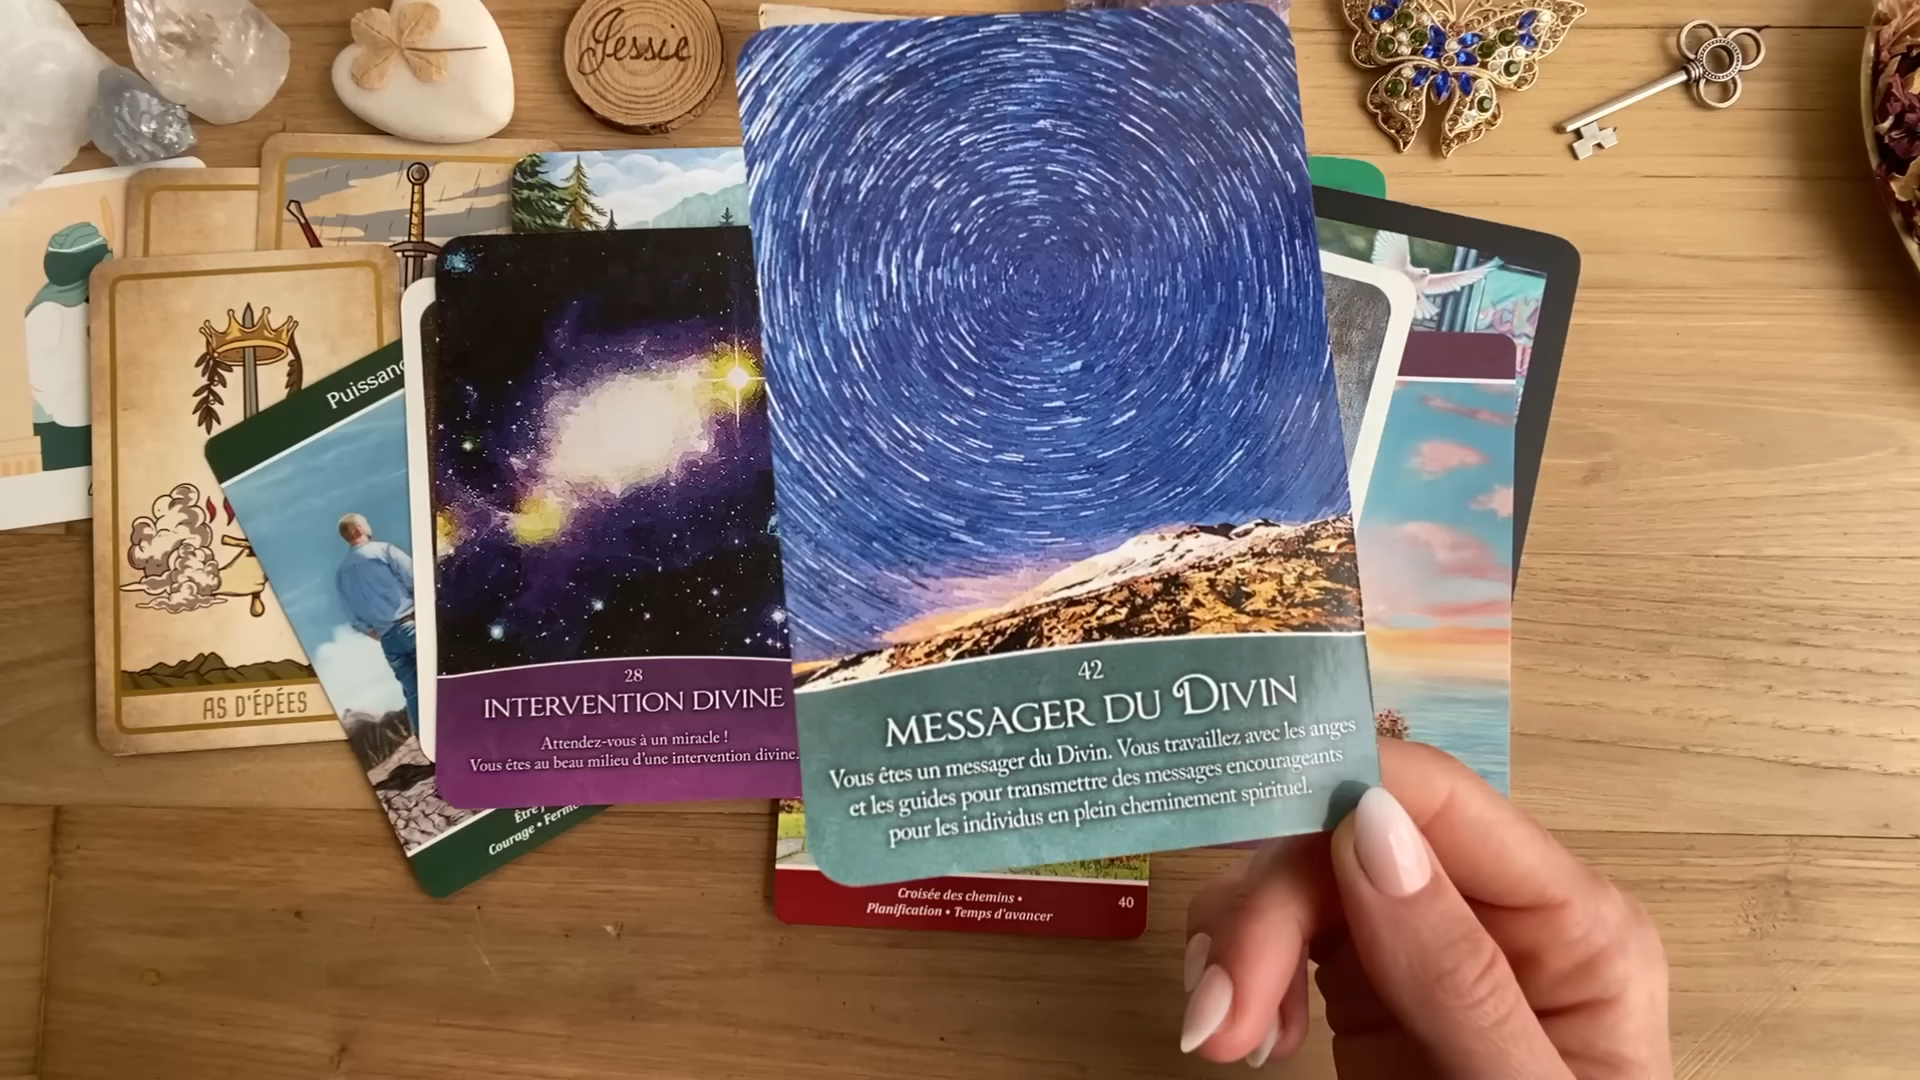 Jessie
Puissanc
AS D'ÉPÉES
28
INTERVENTION DIVINE
Attendez-vous à un miracle !
Vous êtes au beau milieu d'une intervention divine.
42
MESSAGER DU DIVIN
Vous êtes un messager du Divin. Vous travaillez avec les anges
et les guides pour transmettre des messages encourageants
pour les individus en plein cheminement spirituel.
Être
Courage • Ferme
Croisée des chemins •
Planification • Temps d'avancer
40